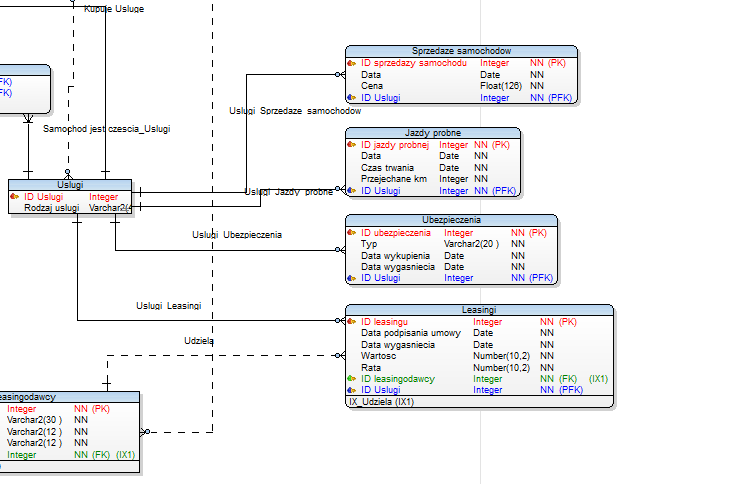 Kupuje Usluge
Sprzedaze samochodow
ID sprzedazy samochodu Integer NN (PK)
Data Date NN
Cena Float(126) NN
ID Uslugi Integer NN (PFK)
FK)
FK)
Uslugi Sprzedaze samochodow
Samochod jest czescia_Uslugi
Jazdy probne
ID jazdy probnej Integer NN (PK)
Data Date NN
Czas trwania Date NN
Przejechane km Integer NN
ID Uslugi Integer NN (PFK)
Uslugi
ID Uslugi Integer
Rodzaj uslugi Varchar2(4
Uslugi Jazdy probne
Ubezpieczenia
ID ubezpieczenia Integer NN (PK)
Typ Varchar2(20 ) NN
Data wykupienia Date NN
Data wygasniecia Date NN
ID Uslugi Integer NN (PFK)
Uslugi Ubezpieczenia
Uslugi Leasingi
Leasingi
ID leasingu Integer NN (PK)
Data podpisania umowy Date NN
Data wygasniecia Date NN
Wartosc Number(10,2) NN
Rata Number(10,2) NN
ID leasingodawcy Integer NN (FK) (IX1)
ID Uslugi Integer NN (PFK)
IX_Udziela (IX1)
Udziela
easingodawcy
Integer NN (PK)
Varchar2(30 ) NN
Varchar2(12 ) NN
Varchar2(12 ) NN
Integer NN (FK) (IX1)
)